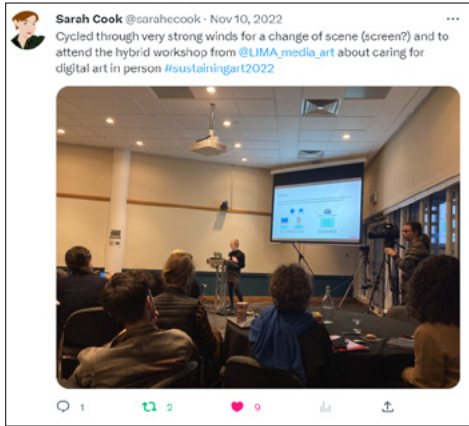 Sarah Cook @sarahecook · Nov 10, 2022
Cycled through very strong winds for a change of scene (screen?) and to
attend the hybrid workshop from @LIMA_media_art about caring for
digital art in person #sustainingart2022
1 2 9